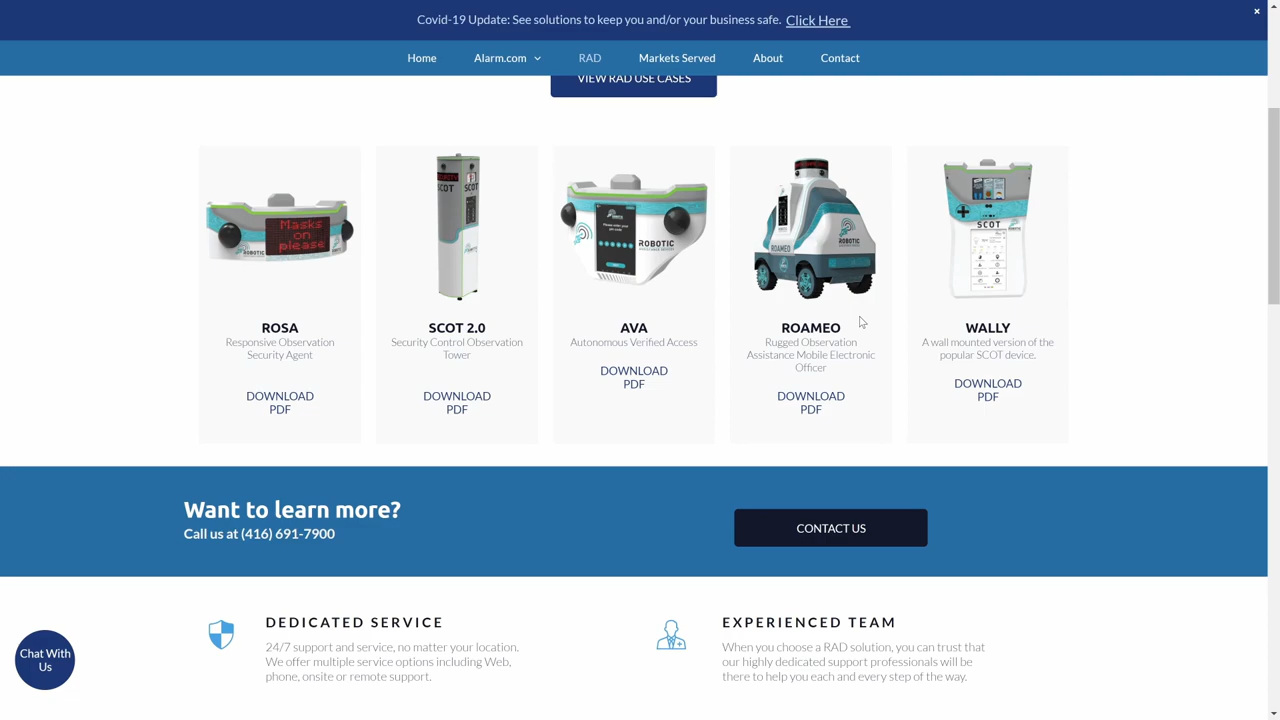 Covid-19 Update: See solutions to keep you and/or your business safe. Click Here
×
Home Alarm.com RAD Markets Served About Contact
VIEW RAD USE CASES
Masks
on
please
SCOT SCOT
Please enter your
pin code
ROBOTIC
ROAMEO
ROBOTIC
SCOT
ROSA
Responsive Observation
Security Agent
DOWNLOAD
PDF
SCOT 2.0
Security Control Observation
Tower
DOWNLOAD
PDF
AVA
Autonomous Verified Access
DOWNLOAD
PDF
ROAMEO
Rugged Observation
Assistance Mobile Electronic
Officer
DOWNLOAD
PDF
WALLY
A wall mounted version of the
popular SCOT device.
DOWNLOAD
PDF
Want to learn more?
Call us at (416) 691-7900
CONTACT US
DEDICATED SERVICE
24/7 support and service, no matter your location.
We offer multiple service options including Web,
phone, onsite or remote support.
EXPERIENCED TEAM
When you choose a RAD solution, you can trust that
our highly dedicated support professionals will be
there to help you each and every step of the way.
Chat With
Us